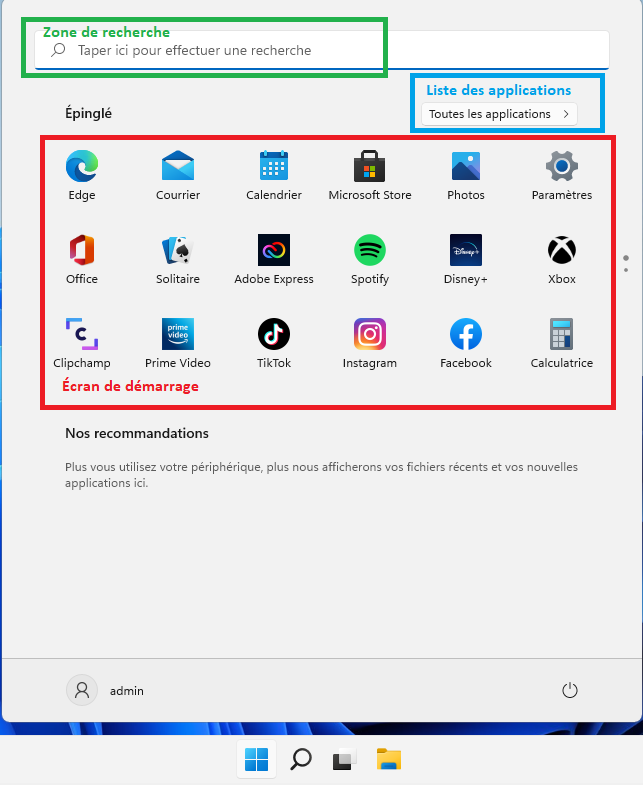 Zone de recherche
Taper ici pour effectuer une recherche
Liste des applications
Épinglé
Toutes les applications
Edge
Courrier
Calendrier
Microsoft Store
Photos
Paramètres
Office
Solitaire
Adobe Express
Disney+
Spotify
Disney+
Xbox
C
prime video
Clipchamp
Prime Video
TikTok
Instagram
Facebook
Calculatrice
Écran de démarrage
Nos recommandations
Plus vous utilisez votre périphérique, plus nous afficherons vos fichiers récents et vos nouvelles
applications ici.
admin